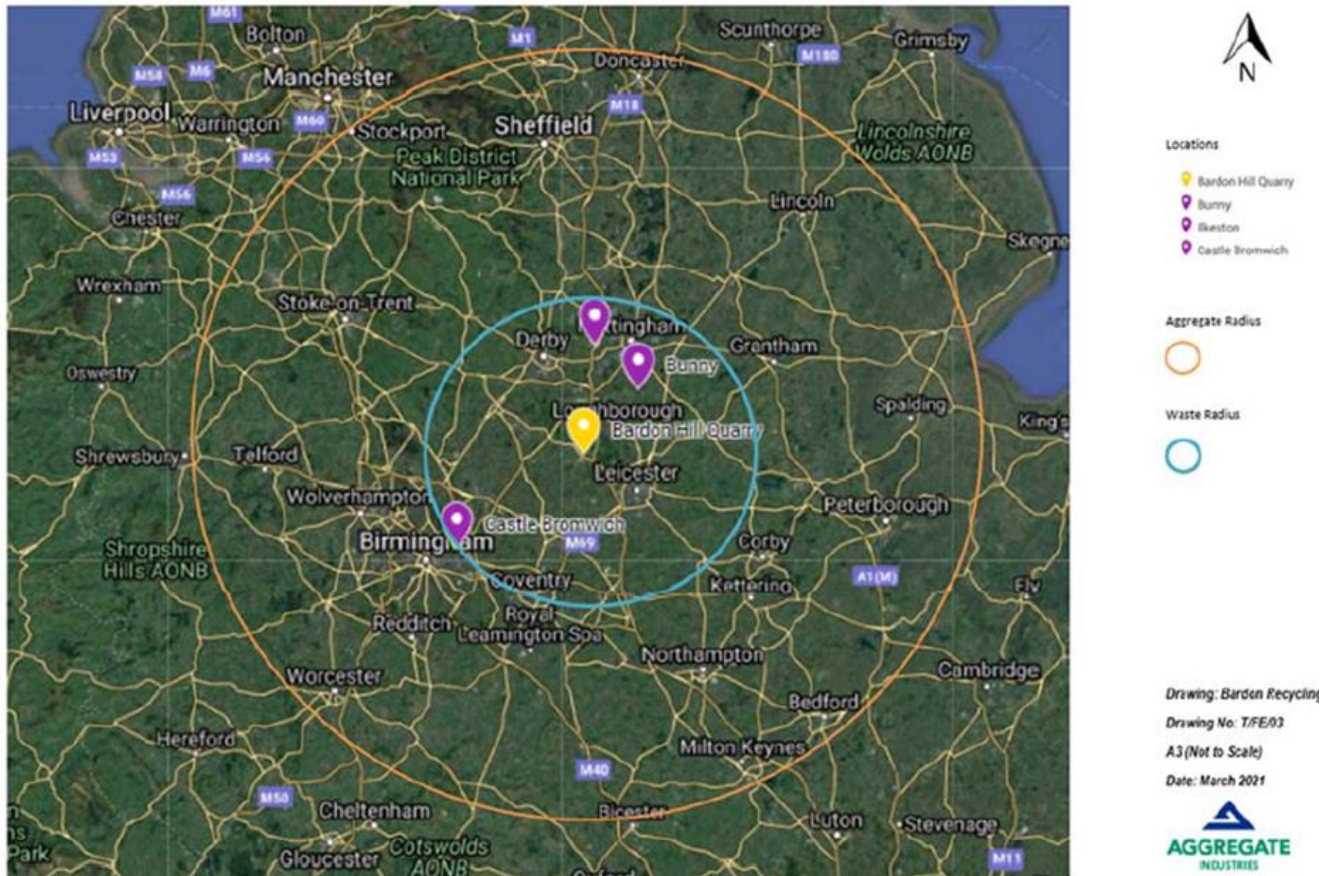 M61
Bolton
M1
Scunthorpe
M180
Grimsby
M58
M6
Manchester
Doncaster
M18
Liverpool
Warrington
M60
Stockport
Sheffield
Lincolnshire
Wolds AONB
M53
M56
Peak District
National Park
M56
Chester
Lincoln
Skegne
Wrexham
Stoke-on-Trent
Derby
ttingham
Grantham
Oswestry
Bunny
Loughborough
Spalding
King's
Bardon Hill Quarry
Shrewsbury
Telford
Leicester
Wolverhampton
Peterborough
Castle Bromwich
Birmingham
M69
Corby
Shropshire
Hills AONB
Coventry
Kettering
A1(M)
Ely
Redditch
Royal
Leamington Spa
Northampton
Cambridge
Worcester
Bedford
Hereford
Milton Keynes
M40
M50
Cheltenham
Bicester
Luton
Stevenage
ns
Park
Gloucester
Cotswolds
AONB
Oxford
M11
N
Locations
Bardon Hill Quarry
Bunny
Ilkeston
Castle Bromwich
Aggregate Radius
Waste Radius
Drawing: Bardon Recycling
Drawing No: T/FE/03
A3 (Not to Scale)
Date: March 2021
AGGREGATE
INDUSTRIES